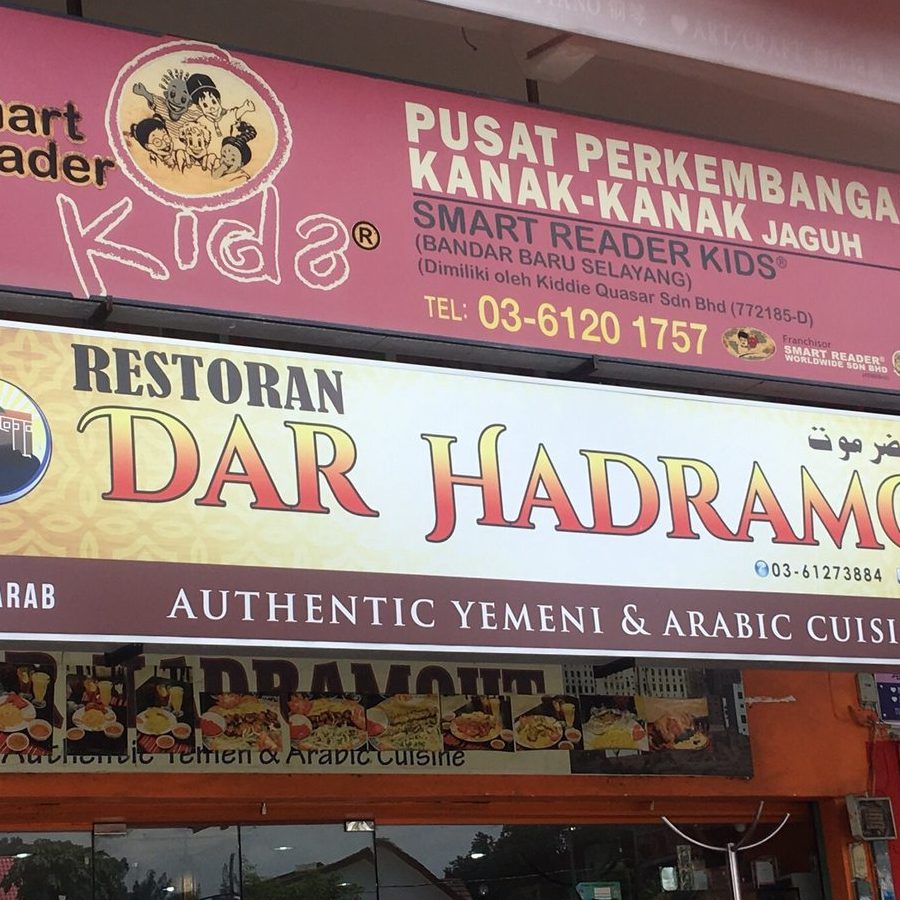 mart
eader
Kids®
PUSAT PERKEMBANGA
KANAK-KANAK JAGUH
SMART READER KIDS®
(BANDAR BARU SELAYANG)
(Dimiliki oleh Kiddie Quasar Sdn Bhd (772185-D)
TEL: 03-6120 1757
Franchisor
SMART READER®
WORLDWIDE SDN BHD
RESTORAN
ضرموت
DAR HADRAMO
03-61273884
ARAB
AUTHENTIC YEMENI & ARABIC CUISI
R HADRAMOUT
Authentic Yemen & Arabic Cuisine